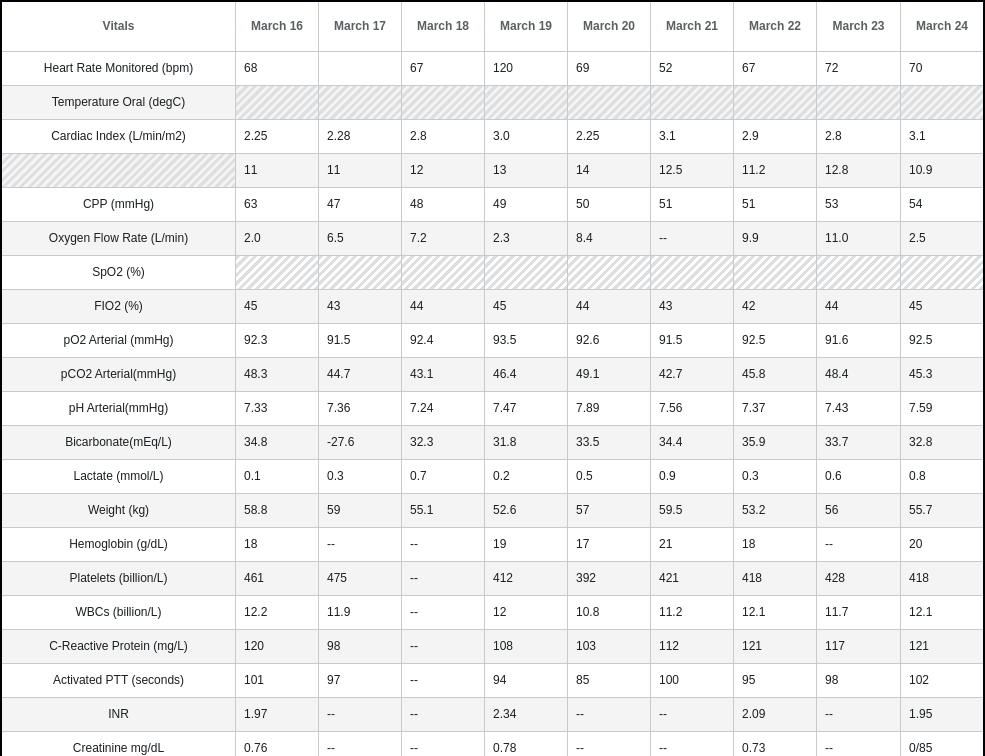 Vitals March 16 March 17 March 18 March 19 March 20 March 21 March 22 March 23 March 24
Heart Rate Monitored (bpm) 68 67 120 69 52 67 72 70
Temperature Oral (degC)
Cardiac Index (L/min/m2) 2.25 2.28 2.8 3.0 2.25 3.1 2.9 2.8 3.1
11 11 12 13 14 12.5 11.2 12.8 10.9
CPP (mmHg) 63 47 48 49 50 51 51 53 54
Oxygen Flow Rate (L/min) 2.0 6.5 7.2 2.3 8.4 -- 9.9 11.0 2.5
SpO2 (%)
FIO2 (%) 45 43 44 45 44 43 42 44 45
pO2 Arterial (mmHg) 92.3 91.5 92.4 93.5 92.6 91.5 92.5 91.6 92.5
pCO2 Arterial(mmHg) 48.3 44.7 43.1 46.4 49.1 42.7 45.8 48.4 45.3
pH Arterial(mmHg) 7.33 7.36 7.24 7.47 7.89 7.56 7.37 7.43 7.59
Bicarbonate(mEq/L) 34.8 -27.6 32.3 31.8 33.5 34.4 35.9 33.7 32.8
Lactate (mmol/L) 0.1 0.3 0.7 0.2 0.5 0.9 0.3 0.6 0.8
Weight (kg) 58.8 59 55.1 52.6 57 59.5 53.2 56 55.7
Hemoglobin (g/dL) 18 -- -- 19 17 21 18 -- 20
Platelets (billion/L) 461 475 -- 412 392 421 418 428 418
WBCs (billion/L) 12.2 11.9 -- 12 10.8 11.2 12.1 11.7 12.1
C-Reactive Protein (mg/L) 120 98 -- 108 103 112 121 117 121
Activated PTT (seconds) 101 97 -- 94 85 100 95 98 102
INR 1.97 -- -- 2.34 -- -- 2.09 -- 1.95
Creatinine mg/dL 0.76 -- -- 0.78 -- -- 0.73 -- 0/85